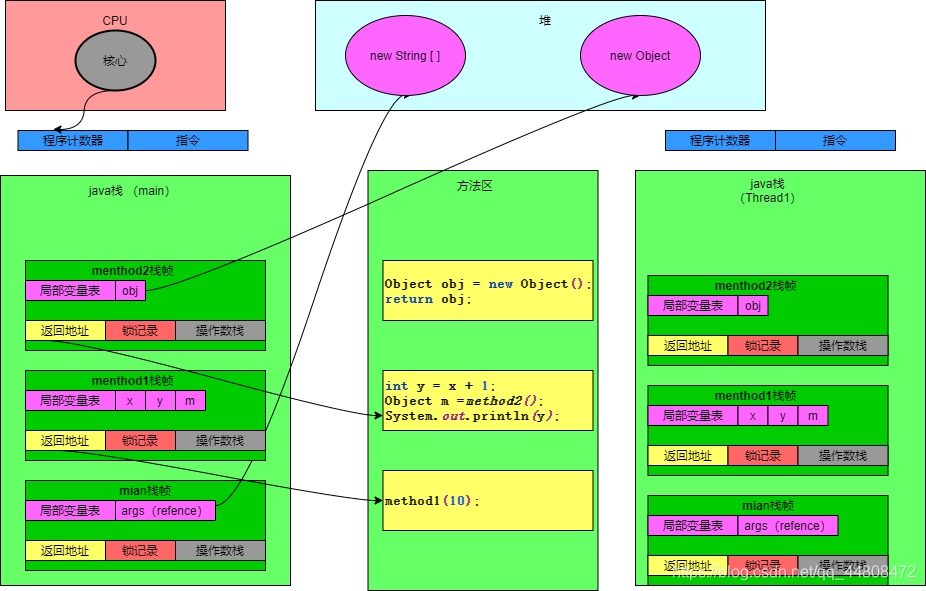 CPU
核心
堆
new String [ ]
new Object
程序计数器 指令
程序计数器 指令
java栈 （main）
menthod2栈帧
局部变量表 obj
返回地址 锁记录 操作数栈
menthod1栈帧
局部变量表 x y m
返回地址 锁记录 操作数栈
mian栈帧
局部变量表 args（refence）
返回地址 锁记录 操作数栈
方法区
Object obj = new Object();
return obj;
int y = x + 1;
Object m =method2();
System.out.println(y);
method1(10);
java栈
（Thread1）
menthod2栈帧
局部变量表 obj
返回地址 锁记录 操作数栈
menthod1栈帧
局部变量表 x y m
返回地址 锁记录 操作数栈
mian栈帧
局部变量表 args（refence）
返回地址 锁记录 操作数栈
https://blog.csdn.net/qq_44808472